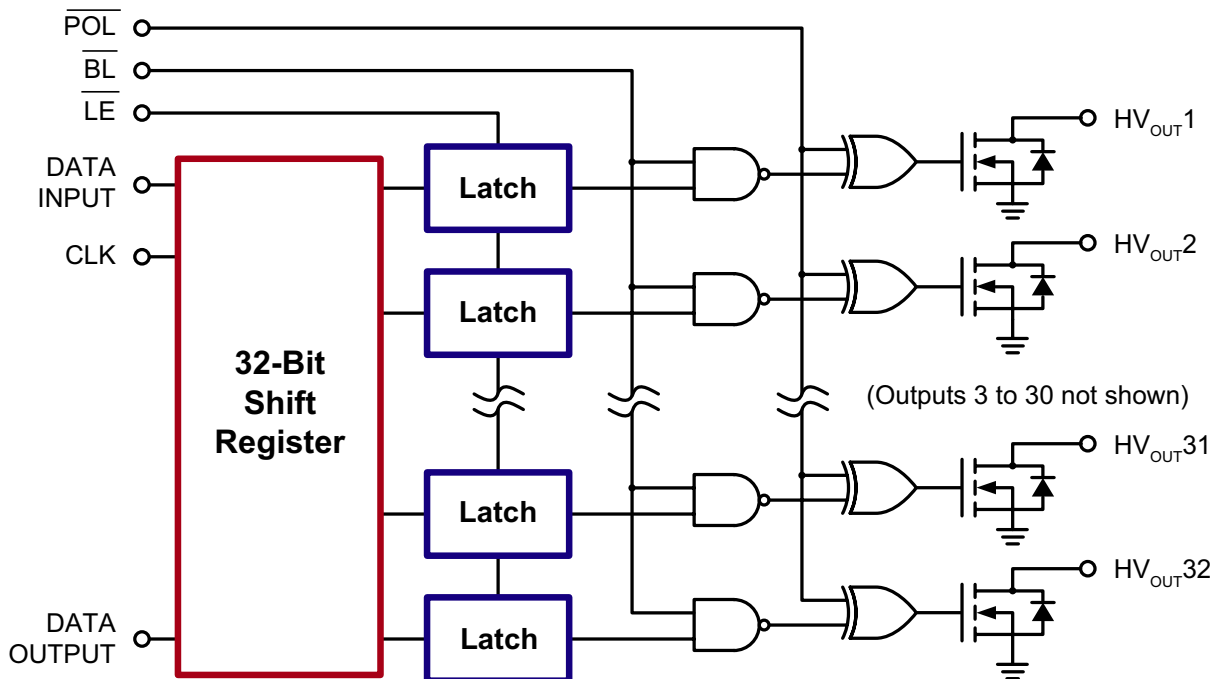 POL
BL
LE
DATA
INPUT
CLK
Latch
HVOUT1
Latch
HVOUT2
32-Bit
Shift
Register
(Outputs 3 to 30 not shown)
Latch
HVOUT31
Latch
HVOUT32
DATA
OUTPUT